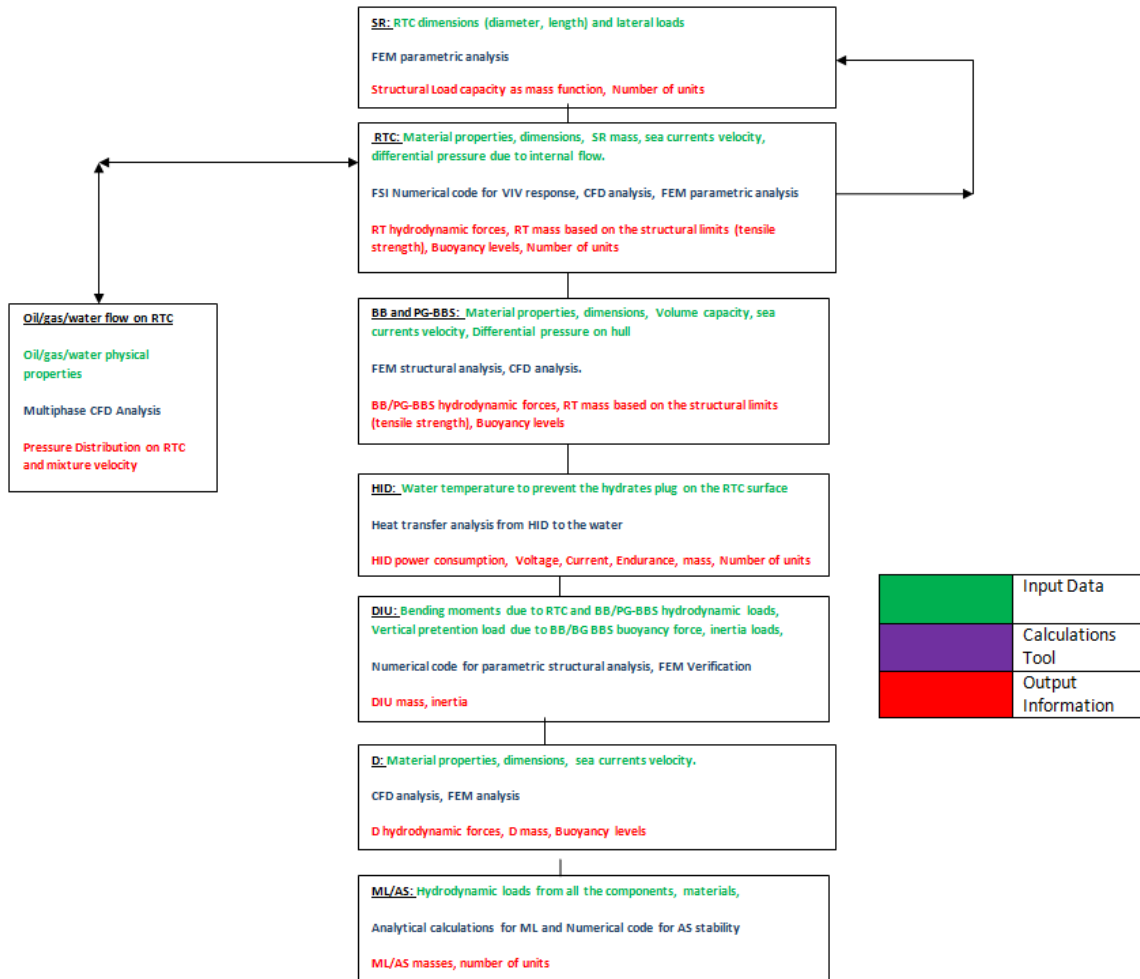 SR: RTC dimensions (diameter, length) and lateral loads
FEM parametric analysis
Structural Load capacity as mass function, Number of units
RTC: Material properties, dimensions, SR mass, sea currents velocity,
differential pressure due to internal flow.
FSI Numerical code for VIV response, CFD analysis, FEM parametric analysis
RT hydrodynamic forces, RT mass based on the structural limits (tensile
strength), Buoyancy levels, Number of units
Oil/gas/water flow on RTC
Oil/gas/water physical
properties
Multiphase CFD Analysis
Pressure Distribution on RTC
and mixture velocity
BB and PG-BBS: Material properties, dimensions, Volume capacity, sea
currents velocity, Differential pressure on hull
FEM structural analysis, CFD analysis.
BB/PG-BBS hydrodynamic forces, RT mass based on the structural limits
(tensile strength), Buoyancy levels
HID: Water temperature to prevent the hydrates plug on the RTC surface
Heat transfer analysis from HID to the water
HID power consumption, Voltage, Current, Endurance, mass, Number of units
DIU: Bending moments due to RTC and BB/PG-BBS hydrodynamic loads,
Vertical pretention load due to BB/BG BBS buoyancy force, inertia loads,
Numerical code for parametric structural analysis, FEM Verification
DIU mass, inertia
D: Material properties, dimensions, sea currents velocity.
CFD analysis, FEM analysis
D hydrodynamic forces, D mass, Buoyancy levels
ML/AS: Hydrodynamic loads from all the components, materials,
Analytical calculations for ML and Numerical code for AS stability
ML/AS masses, number of units
Input Data
Calculations
Tool
Output
Information